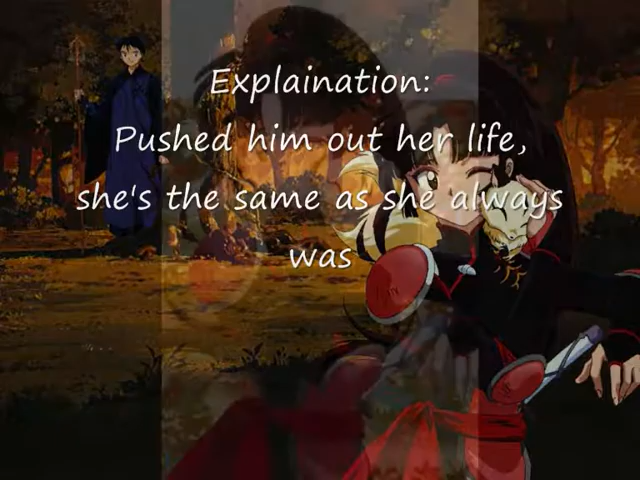 Explaination:
Pushed him out her life,
she's the same as she always
was